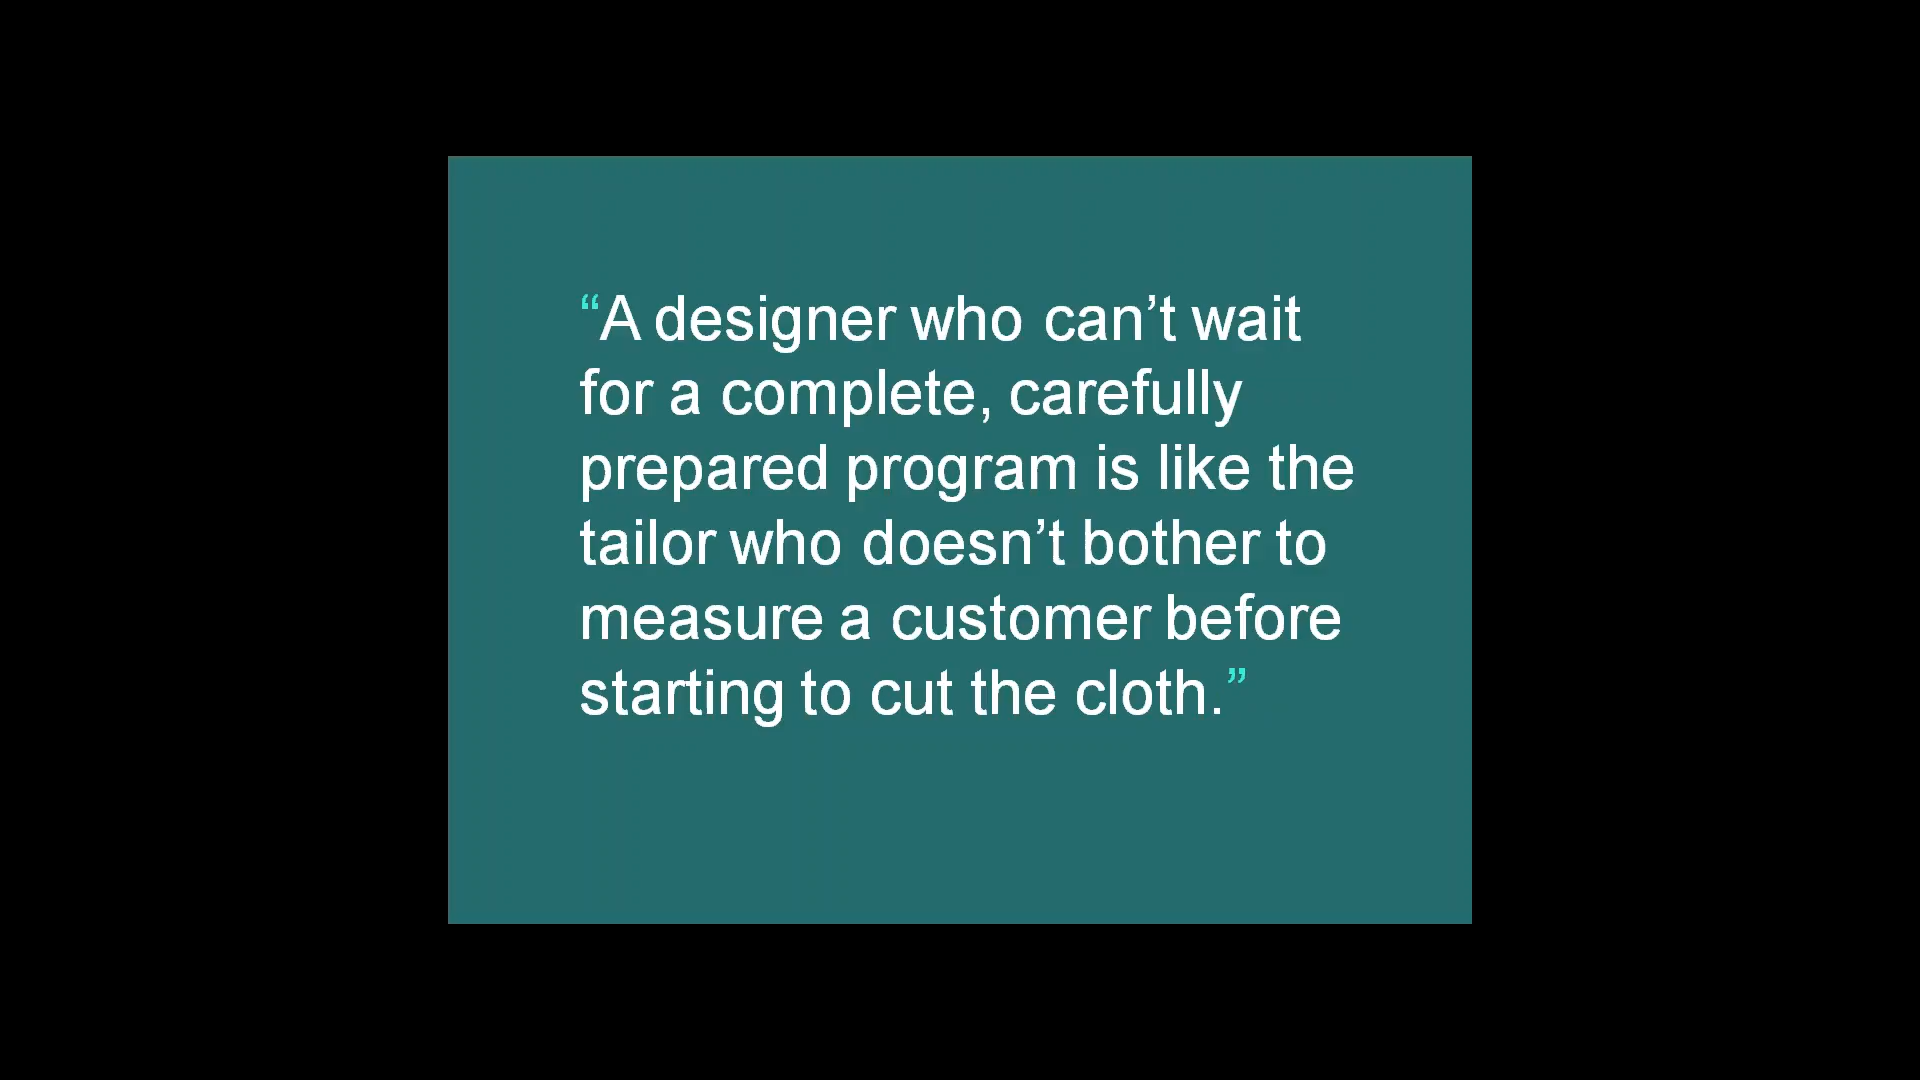 “A designer who can’t wait
for a complete, carefully
prepared program is like the
tailor who doesn’t bother to
measure a customer before
starting to cut the cloth.”